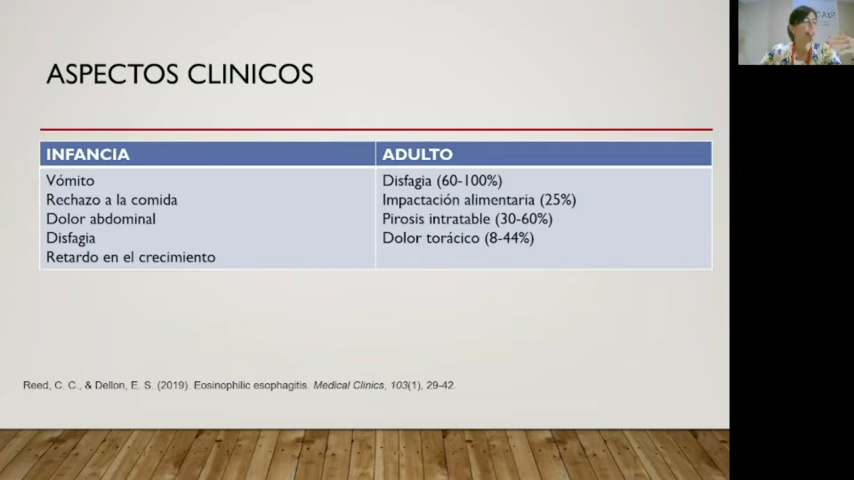 ASPECTOS CLINICOS
INFANCIA
Vómito
Rechazo a la comida
Dolor abdominal
Disfagia
Retardo en el crecimiento
ADULTO
Disfagia (60-100%)
Impactación alimentaria (25%)
Pirosis intratable (30-60%)
Dolor torácico (8-44%)
Reed, C. C., & Dellon, E. S. (2019). Eosinophilic esophagitis. Medical Clinics, 103(1), 29-42.